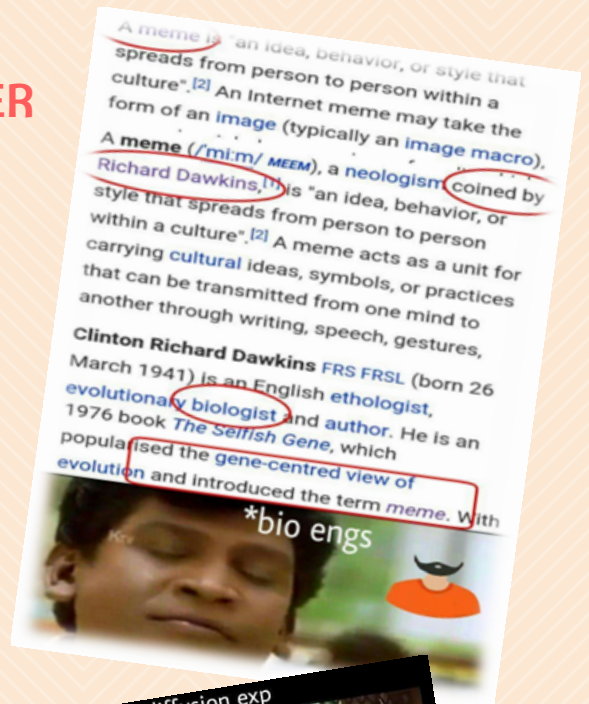 ER
A meme is "an idea, behavior, or style that
spreads from person to person within a
culture".[2] An Internet meme may take the
form of an image (typically an image macro).
A meme (/ˈmiːm/ MEEM), a neologism coined by
Richard Dawkins,[1] is "an idea, behavior, or
style that spreads from person to person
within a culture".[2] A meme acts as a unit for
carrying cultural ideas, symbols, or practices
that can be transmitted from one mind to
another through writing, speech, gestures,
Clinton Richard Dawkins FRS FRSL (born 26
March 1941) is an English ethologist,
evolutionary biologist and author. He is an
1976 book The Selfish Gene, which
popularised the gene-centred view of
evolution and introduced the term meme. With
*bio engs
exp